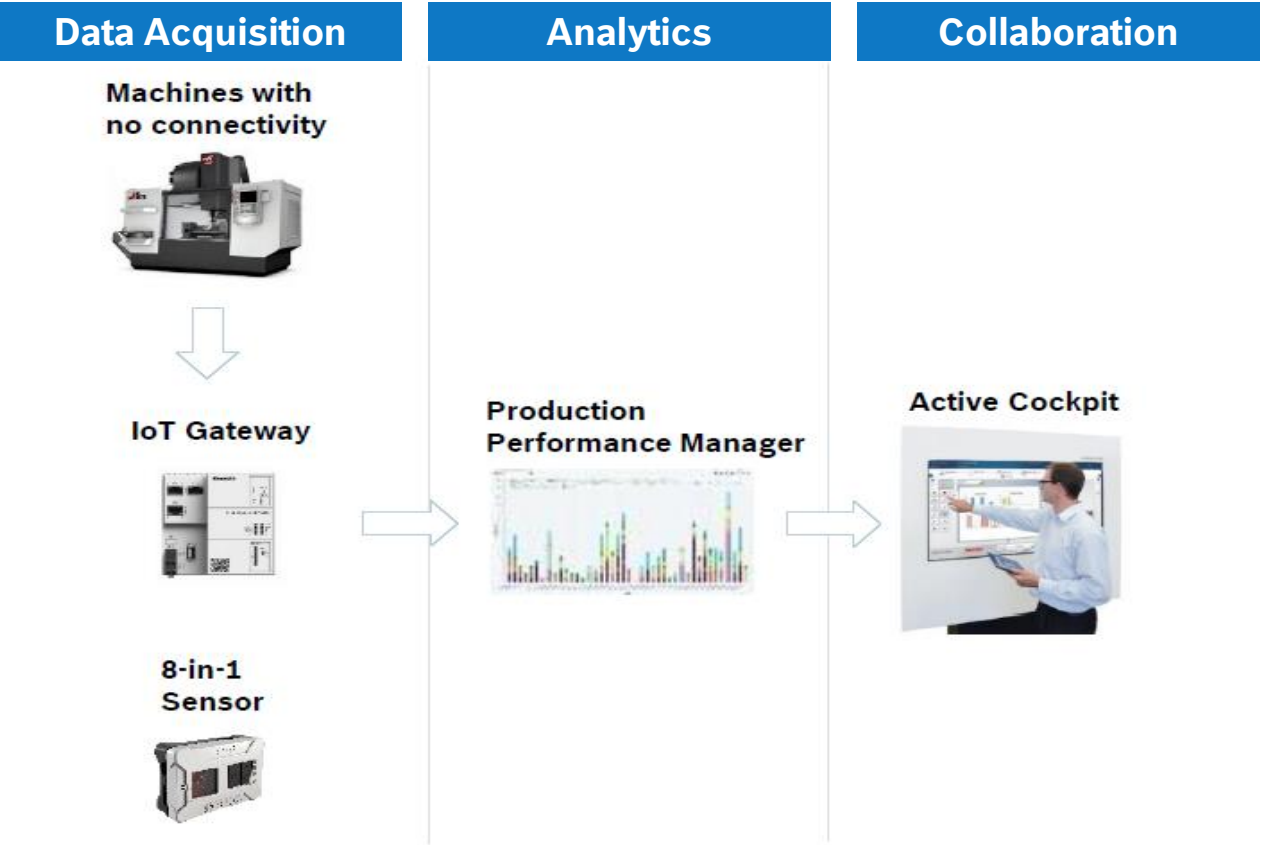 Data Acquisition
Analytics
Collaboration
Machines with
no connectivity
IoT Gateway
8-in-1
Sensor
Production
Performance Manager
Active Cockpit